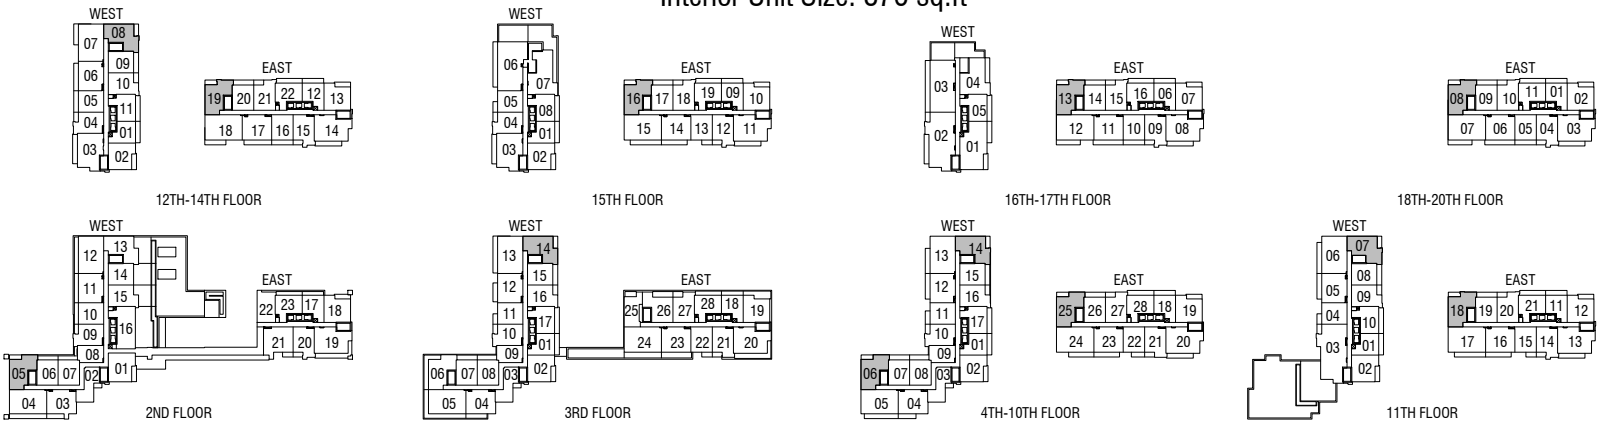 Interior Unit Size: sq.ft
WEST
08
07
09
06
10
05
11
04
01
03
02
EAST
19 20 21 22 12 13
18 17 16 15 14
12TH-14TH FLOOR
WEST
06
07
05
08
04
01
03
02
EAST
16 17 18 19 09 10
15 14 13 12 11
15TH FLOOR
WEST
04
03
05
02
01
EAST
13 14 15 16 06 07
12 11 10 09 08
16TH-17TH FLOOR
EAST
08 09 10 11 01 02
07 06 05 04 03
18TH-20TH FLOOR
WEST
13
12
14
11
15
10
16
09
08
01
02
05 06 07
04 03
EAST
22 23 17 18
21 20 19
2ND FLOOR
WEST
14
13
15
12
16
11
17
10
01
09
02
03
06 07 08
05 04
EAST
25 26 27 28 18 19
24 23 22 21 20
3RD FLOOR
WEST
14
13
15
12
16
11
17
10
01
09
02
03
06 07 08
05 04
EAST
25 26 27 28 18 19
24 23 22 21 20
4TH-10TH FLOOR
WEST
07
06
08
05
09
04
10
03
01
02
EAST
18 19 20 21 11 12
17 16 15 14 13
11TH FLOOR